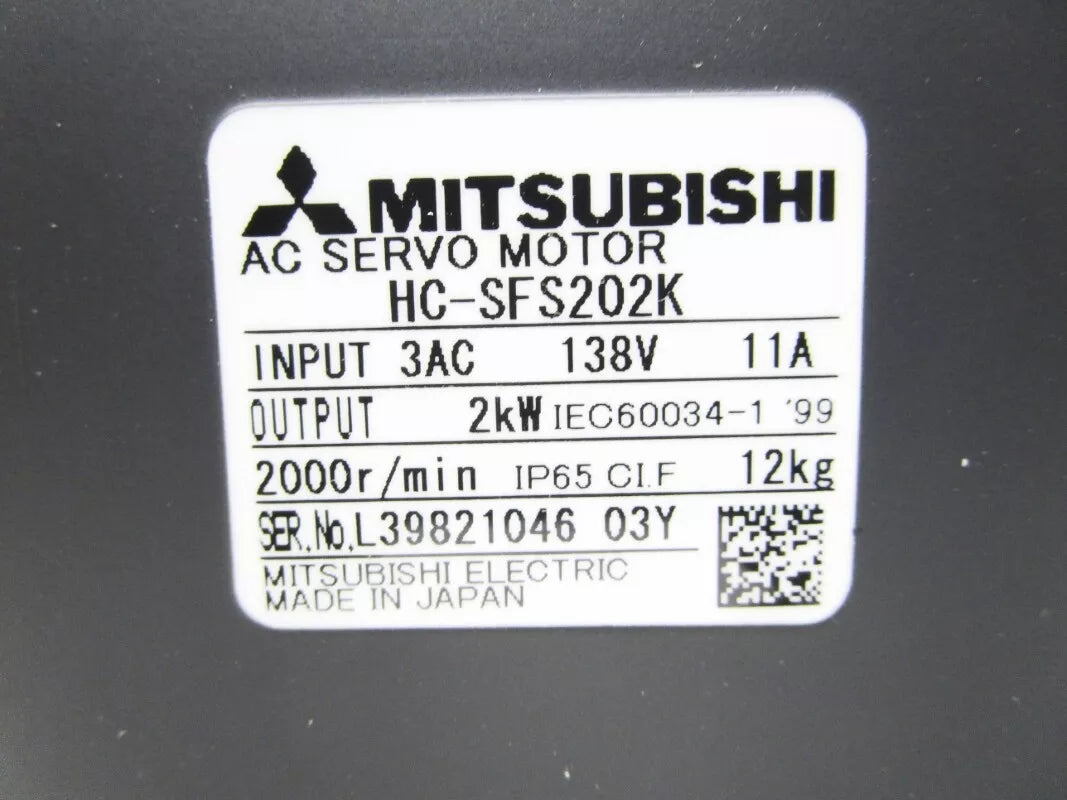 MITSUBISHI
AC SERVO MOTOR
HC-SFS202K
INPUT 3AC 138V 11A
OUTPUT 2kW IEC60034-1 '99
2000r/min IP65 CI.F 12kg
SER.No.L39821046 03Y
MITSUBISHI ELECTRIC
MADE IN JAPAN